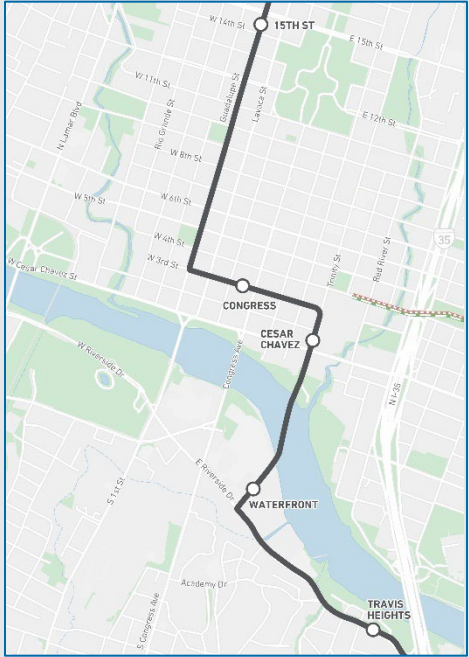 15TH ST
W 14th St
E 15th St
W 11th St
Guadalupe St
Lavaca St
N Lamar Blvd
Rio Grande St
E 12th St
W 8th St
W 5th St
W 6th St
W 4th St
W 3rd St
Trinity St
Red River St
35
W Cesar Chavez St
CONGRESS
CESAR
CHAVEZ
W Riverside Dr
Congress Ave
N I-35
S 1st St
E Riverside Dr
WATERFRONT
Academy Dr
S Congress Ave
TRAVIS
HEIGHTS